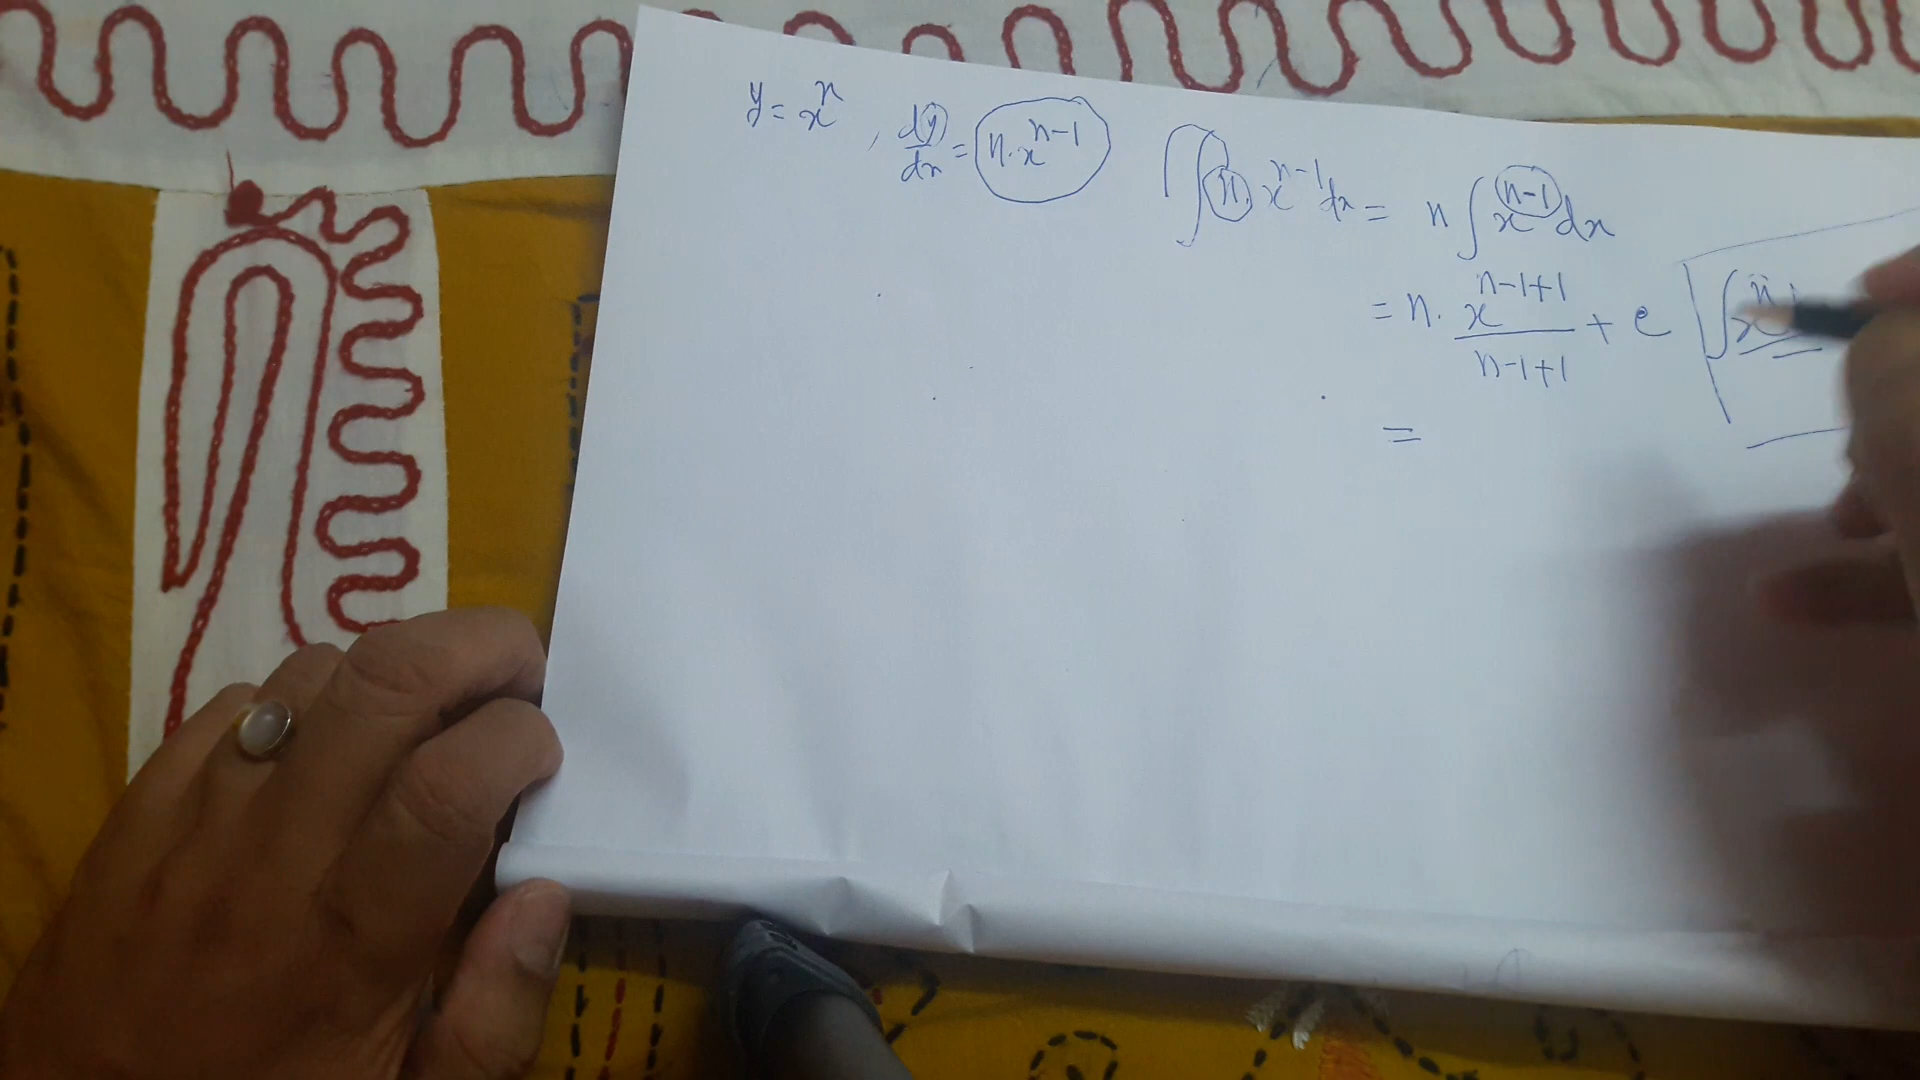 y = x^n , dy/dx = n·x^(n-1) ∫ n. x^(n-1) dx = n ∫ x^(n-1) dx
= n. x^(n-1+1) / (n-1+1) + c ∫ x^n
=